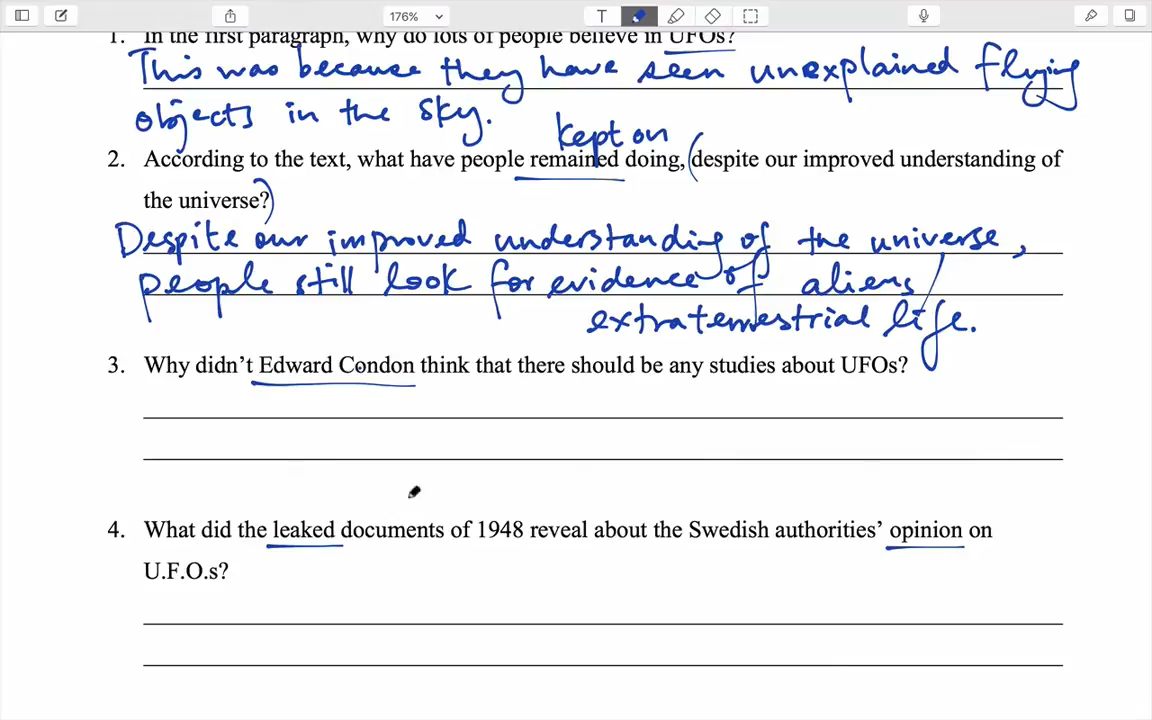 176%
1. In the first paragraph, why do lots of people believe in UFOs?
This was because they have seen unexplained flying
objects in the sky.
kept on
2. According to the text, what have people remained doing, (despite our improved understanding of
the universe?)
Despite our improved understanding of the universe,
people still look for evidence of aliens /
extraterrestrial life.
3. Why didn't Edward Condon think that there should be any studies about UFOs?
4. What did the leaked documents of 1948 reveal about the Swedish authorities' opinion on
U.F.O.s?